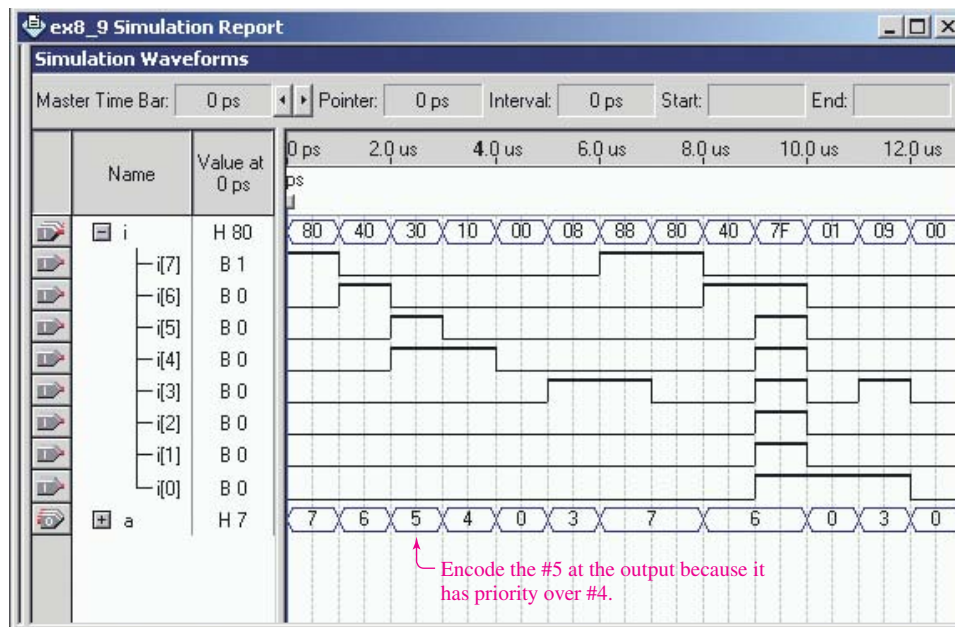 ex8_9 Simulation Report
Simulation Waveforms
Master Time Bar: 0 ps Pointer: 0 ps Interval: 0 ps Start: End:
Name Value at 0 ps 0 ps 2.0 us 4.0 us 6.0 us 8.0 us 10.0 us 12.0 us
ps
i H 80 80 40 30 10 00 08 88 80 40 7F 01 09 00
i[7] B 1
i[6] B 0
i[5] B 0
i[4] B 0
i[3] B 0
i[2] B 0
i[1] B 0
i[0] B 0
a H 7 7 6 5 4 0 3 7 6 0 3 0
Encode the #5 at the output because it
has priority over #4.